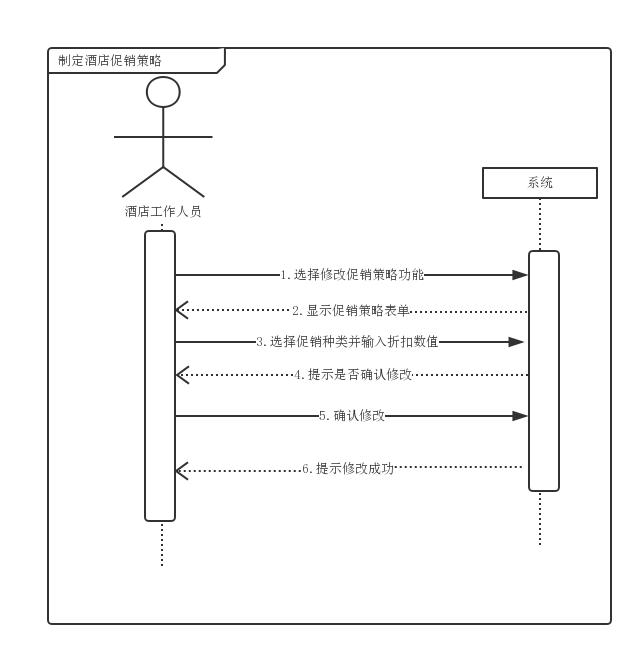 制定酒店促销策略
系统
酒店工作人员
1.选择修改促销策略功能
2.显示促销策略表单
3.选择促销种类并输入折扣数值
4.提示是否确认修改
5.确认修改
6.提示修改成功